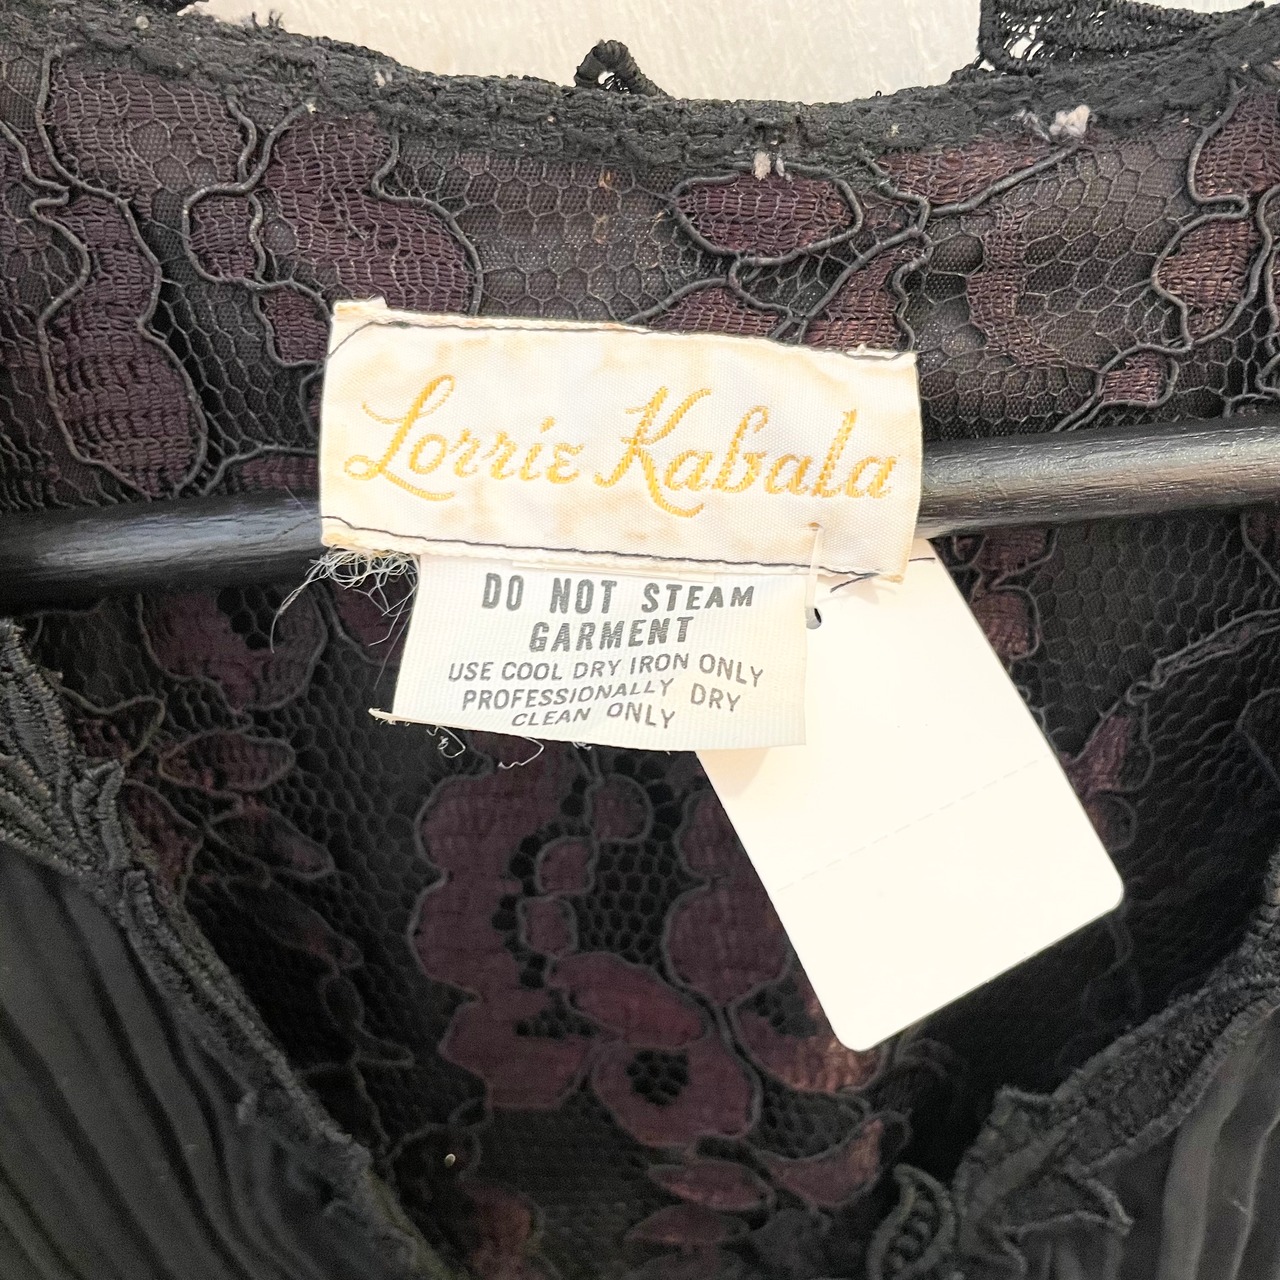 Lorrie Kabala
DO NOT STEAM
GARMENT
USE COOL DRY IRON ONLY
PROFESSIONALLY DRY
CLEAN ONLY